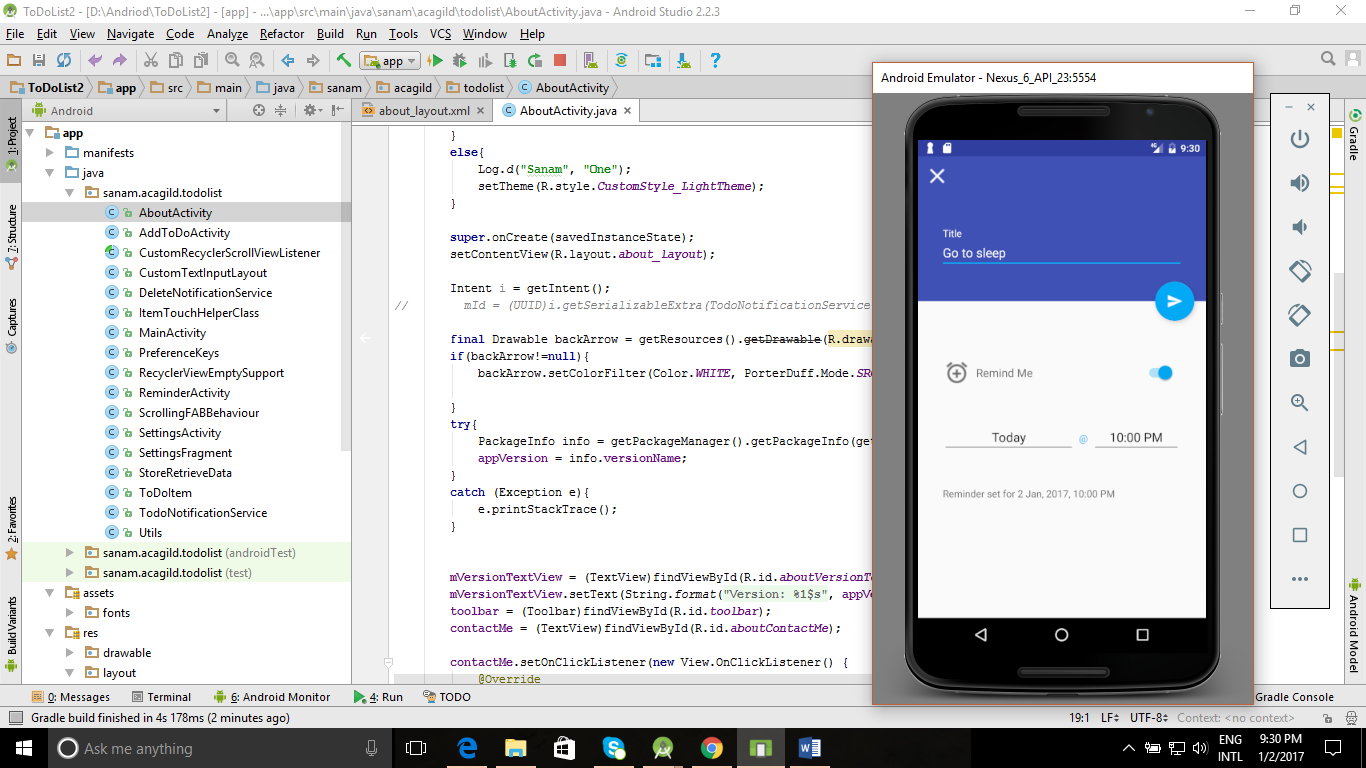 ToDoList2 - [D:\Andriod\ToDoList2] - [app] - ...\app\src\main\java\sanam\acagild\todolist\AboutActivity.java - Android Studio 2.2.3
File Edit View Navigate Code Analyze Refactor Build Run Tools VCS Window Help
app
ToDoList2 app src main java sanam acagild todolist AboutActivity
Android
about_layout.xml AboutActivity.java
1: Project
7: Structure
Captures
2: Favorites
Build Variants
app
manifests
java
sanam.acagild.todolist
AboutActivity
AddToDoActivity
CustomRecyclerScrollViewListener
CustomTextInputLayout
DeleteNotificationService
ItemTouchHelperClass
MainActivity
PreferenceKeys
RecyclerViewEmptySupport
ReminderActivity
ScrollingFABBehaviour
SettingsActivity
SettingsFragment
StoreRetrieveData
ToDoItem
TodoNotificationService
Utils
sanam.acagild.todolist (androidTest)
sanam.acagild.todolist (test)
assets
fonts
res
drawable
layout
}
else{
Log.d("Sanam", "One");
setTheme(R.style.CustomStyle_LightTheme);
}
super.onCreate(savedInstanceState);
setContentView(R.layout.about_layout);
Intent i = getIntent();
// mId = (UUID)i.getSerializableExtra(TodoNotificationService
final Drawable backArrow = getResources().getDrawable(R.drawa
if(backArrow!=null){
backArrow.setColorFilter(Color.WHITE, PorterDuff.Mode.SR
}
try{
PackageInfo info = getPackageManager().getPackageInfo(ge
appVersion = info.versionName;
}
catch (Exception e){
e.printStackTrace();
}
mVersionTextView = (TextView)findViewById(R.id.aboutVersionT
mVersionTextView.setText(String.format("Version: %1$s", appV
toolbar = (Toolbar)findViewById(R.id.toolbar);
contactMe = (TextView)findViewById(R.id.aboutContactMe);
contactMe.setOnClickListener(new View.OnClickListener() {
@Override
Android Emulator - Nexus_6_API_23:5554
4G 9:30
Title
Go to sleep
Remind Me
Today @ 10:00 PM
Reminder set for 2 Jan, 2017, 10:00 PM
Gradle
Android Model
0: Messages Terminal 6: Android Monitor 4: Run TODO Gradle Console
Gradle build finished in 4s 178ms (2 minutes ago) 19:1 LF UTF-8 Context: <no context>
Ask me anything
ENG 9:30 PM
INTL 1/2/2017